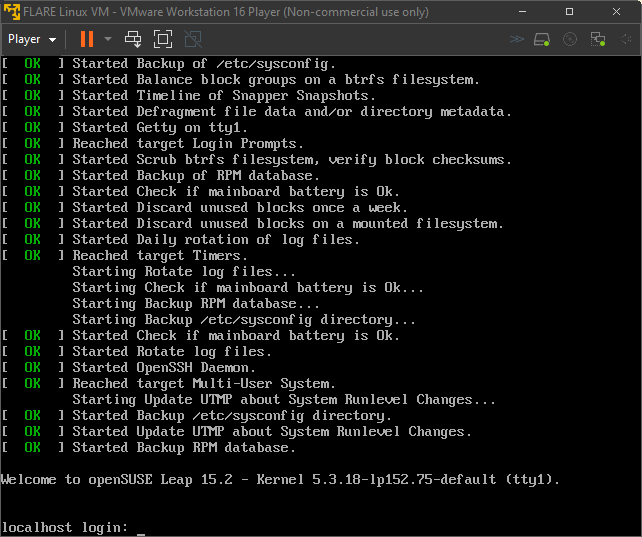 FLARE Linux VM - VMware Workstation 16 Player (Non-commercial use only)
Player
[  OK  ] Started Backup of /etc/sysconfig.
[  OK  ] Started Balance block groups on a btrfs filesystem.
[  OK  ] Started Timeline of Snapper Snapshots.
[  OK  ] Started Defragment file data and/or directory metadata.
[  OK  ] Started Getty on tty1.
[  OK  ] Reached target Login Prompts.
[  OK  ] Started Scrub btrfs filesystem, verify block checksums.
[  OK  ] Started Backup of RPM database.
[  OK  ] Started Check if mainboard battery is Ok.
[  OK  ] Started Discard unused blocks once a week.
[  OK  ] Started Discard unused blocks on a mounted filesystem.
[  OK  ] Started Daily rotation of log files.
[  OK  ] Reached target Timers.
Starting Rotate log files...
Starting Check if mainboard battery is Ok...
Starting Backup RPM database...
Starting Backup /etc/sysconfig directory...
[  OK  ] Started Check if mainboard battery is Ok.
[  OK  ] Started Rotate log files.
[  OK  ] Started OpenSSH Daemon.
[  OK  ] Reached target Multi-User System.
Starting Update UTMP about System Runlevel Changes...
[  OK  ] Started Backup /etc/sysconfig directory.
[  OK  ] Started Update UTMP about System Runlevel Changes.
[  OK  ] Started Backup RPM database.
Welcome to openSUSE Leap 15.2 - Kernel 5.3.18-lp152.75-default (tty1).
localhost login: _